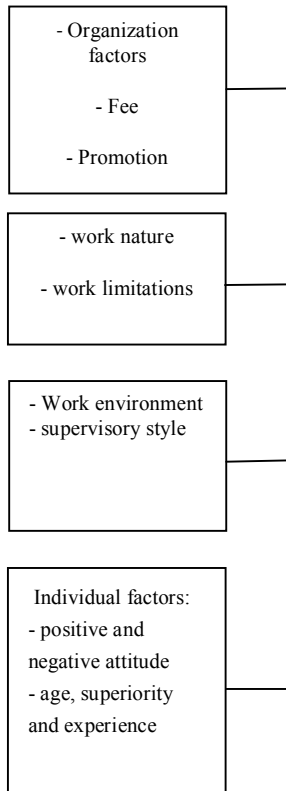 - Organization
factors
- Fee
- Promotion
- work nature
- work limitations
- Work environment
- supervisory style
Individual factors:
- positive and
negative attitude
- age, superiority
and experience